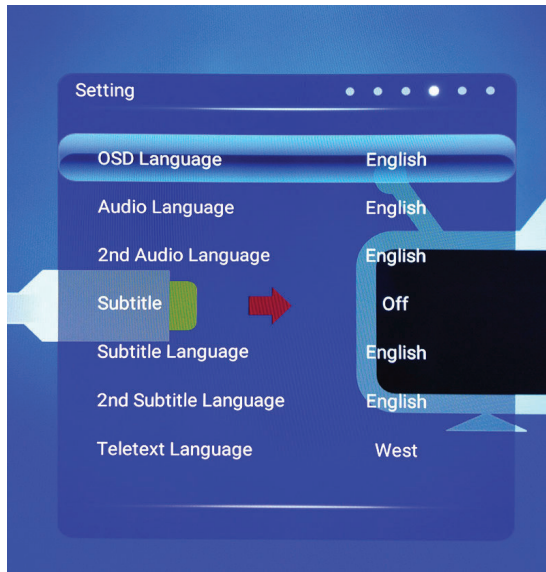 Setting
OSD Language English
Audio Language English
2nd Audio Language English
Subtitle Off
Subtitle Language English
2nd Subtitle Language English
Teletext Language West